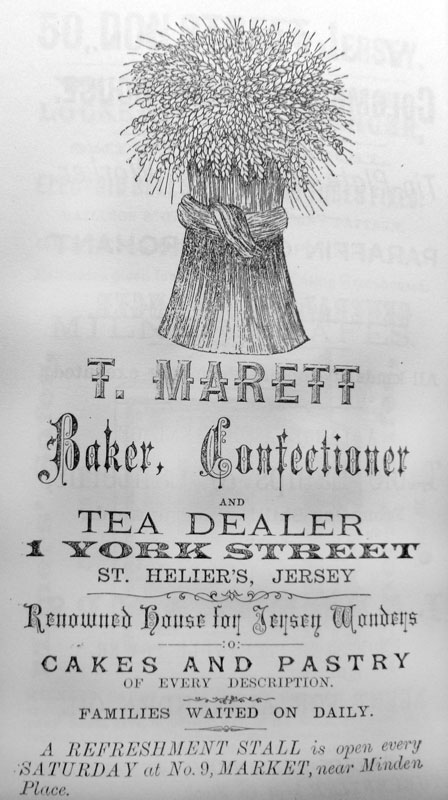 T. MARETT
Baker, Confectioner
AND
TEA DEALER
1 YORK STREET
ST. HELIER'S, JERSEY
Renowned House for Jersey Wonders
:o:
CAKES AND PASTRY
OF EVERY DESCRIPTION.
FAMILIES WAITED ON DAILY.
A REFRESHMENT STALL is open every
SATURDAY at No. 9, MARKET, near Minden
Place.